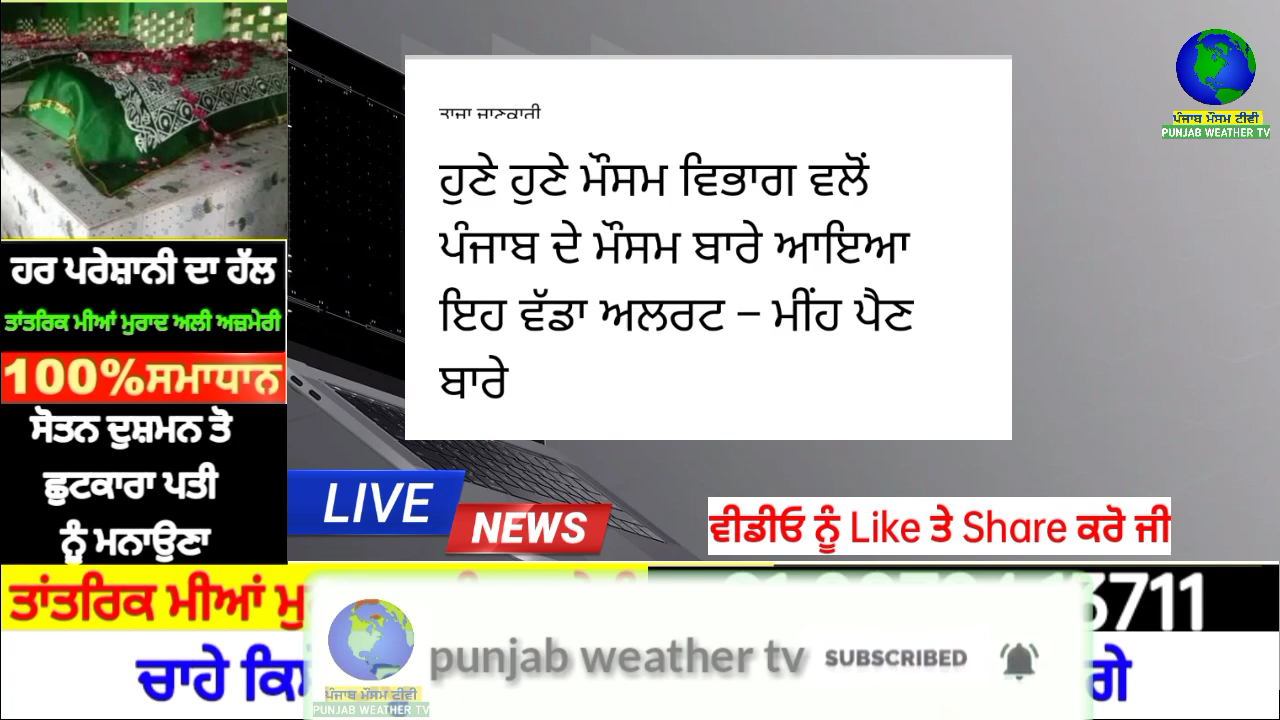 ਪੰਜਾਬ ਮੌਸਮ ਟੀਵੀ
PUNJAB WEATHER TV
ਤਾਜ਼ਾ ਜਾਣਕਾਰੀ
ਹੁਣੇ ਹੁਣੇ ਮੌਸਮ ਵਿਭਾਗ ਵਲੋਂ
ਪੰਜਾਬ ਦੇ ਮੌਸਮ ਬਾਰੇ ਆਇਆ
ਇਹ ਵੱਡਾ ਅਲਰਟ – ਮੀਂਹ ਪੈਣ
ਬਾਰੇ
ਹਰ ਪਰੇਸ਼ਾਨੀ ਦਾ ਹੱਲ
ਤਾਂਤਰਿਕ ਮੀਆਂ ਮੁਰਾਦ ਅਲੀ ਅਜ਼ਮੇਰੀ
100%ਸਮਾਧਾਨ
ਸੋਤਨ ਦੁਸ਼ਮਨ ਤੋ
ਛੁਟਕਾਰਾ ਪਤੀ
ਨੂੰ ਮਨਾਉਣਾ
LIVE
NEWS
ਵੀਡੀਓ ਨੂੰ Like ਤੇ Share ਕਰੋ ਜੀ
ਤਾਂਤਰਿਕ ਮੀਆਂ
3711
punjab weather tv SUBSCRIBED
ਪੰਜਾਬ ਮੌਸਮ ਟੀਵੀ
PUNJAB WEATHER TV
ਚਾਹੇ